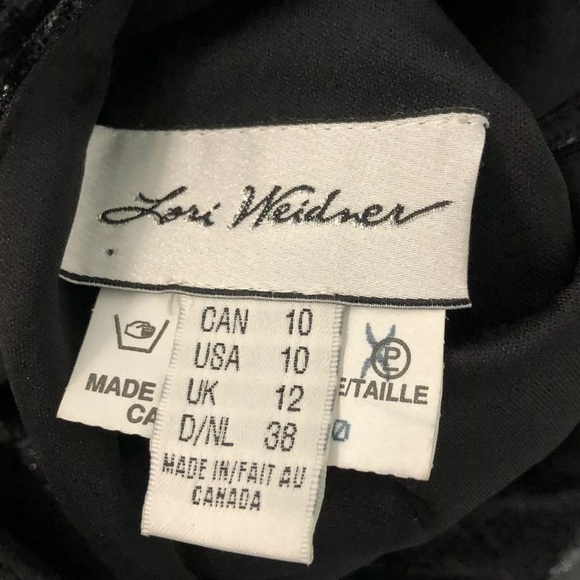 Lori Weidner
CAN 10
USA 10
UK 12
D/NL 38
MADE IN/FAIT AU
CANADA
MADE
CA
E/TAILLE
P